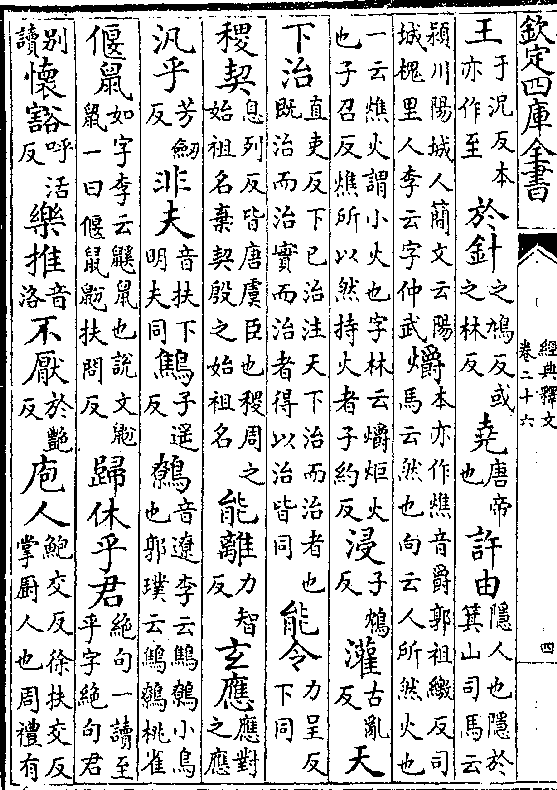 欽定四庫全書
經典釋文
卷二十六
四
王于況反本亦作至於針之鴆反或之林反堯唐帝也許由隱人也隱於箕山司馬云
潁川陽城人簡文云陽城槐里人李云字仲武爝本亦作燋音爵郭祖繳反司馬云然也向云人所然火也
一云燋火謂小火也字林云爝炬火也子召反燋所以然持火者子約反浸子鴆反灌古亂反天
下治直吏反下已治注天下治而治者也既治而治實而治者得以治皆同能令力呈反下同
稷契息列反皆唐虞臣也稷周之始祖名棄契殷之始祖名能離力智反玄應應對之應
汎乎芳劒反非夫音扶下明夫同鷦子遥反鷯音遼李云鷦鷯小鳥也郭璞云鷦鷯桃雀
偃鼠如字李云鼴鼠也說文鼢鼠一曰偃鼠鼢扶問反歸休乎君絶句一讀至乎字絶句君
别讀懷豁呼活反樂推音洛不厭於艷反庖人鮑交反徐扶交反掌厨人也周禮有